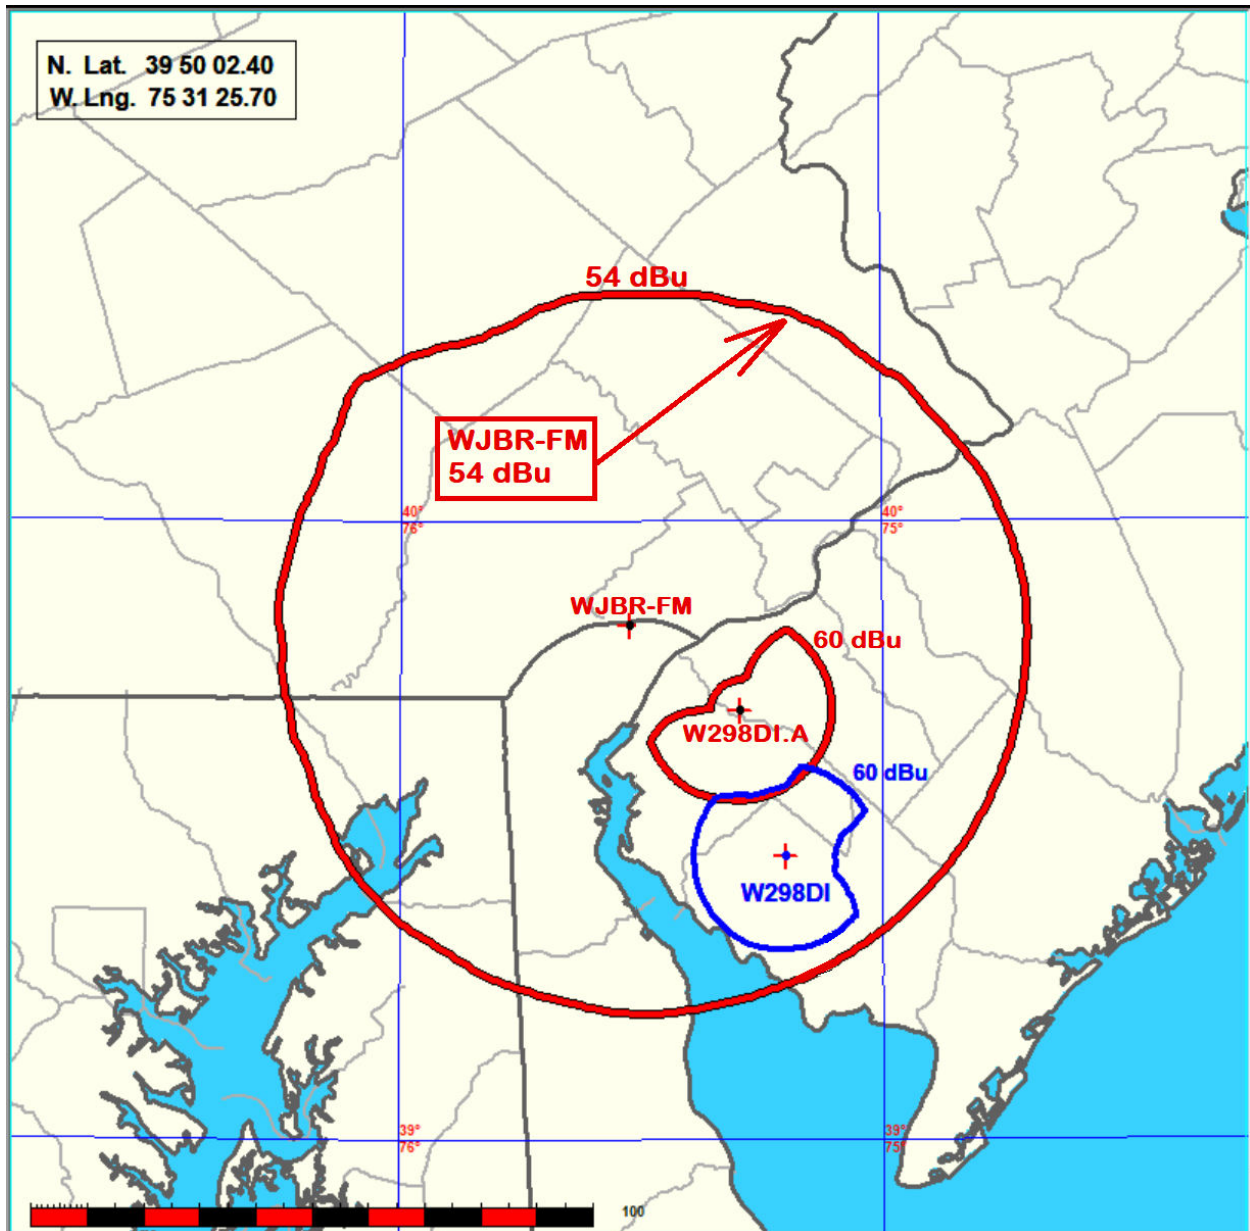 N. Lat. 39 50 02.40
W. Lng. 75 31 25.70
54 dBu
WJBR-FM
54 dBu
40°
76°
40°
75°
WJBR-FM
60 dBu
W298DI.A
60 dBu
W298DI
39°
76°
39°
75°
100